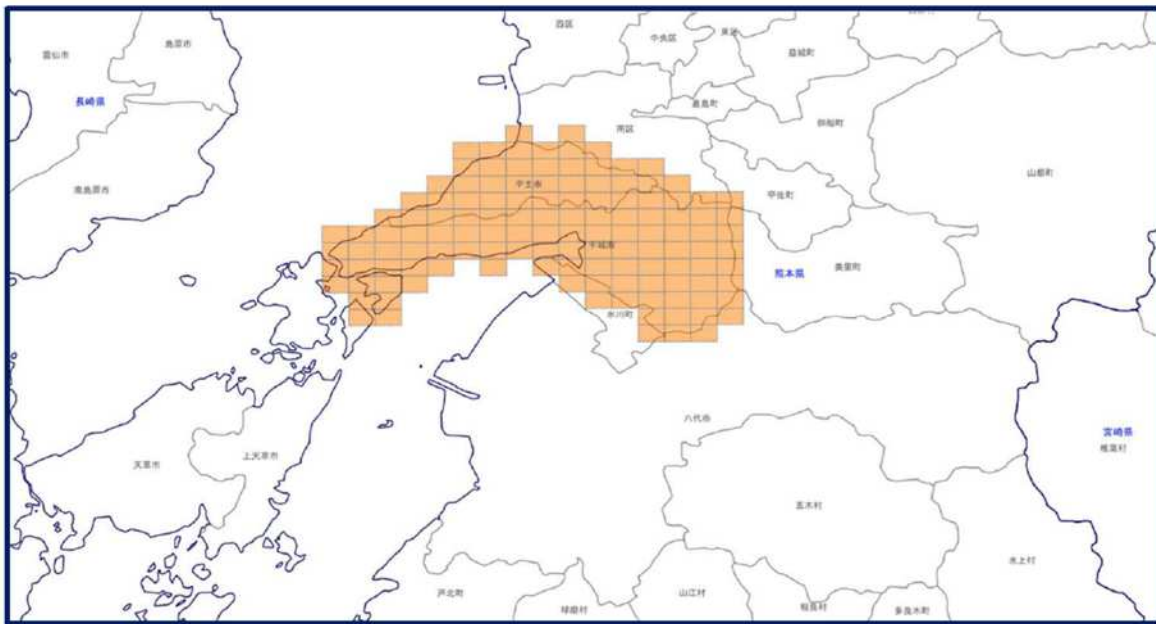 西区
島原市
中央区
東区
雲仙市
益城町
長崎県
嘉島町
御船町
南区
山都町
南島原市
宇土市
甲佐町
宇城市
美里町
熊本県
氷川町
八代市
宮崎県
椎葉村
上天草市
天草市
五木村
水上村
芦北町
山江村
球磨村
相良村
多良木町